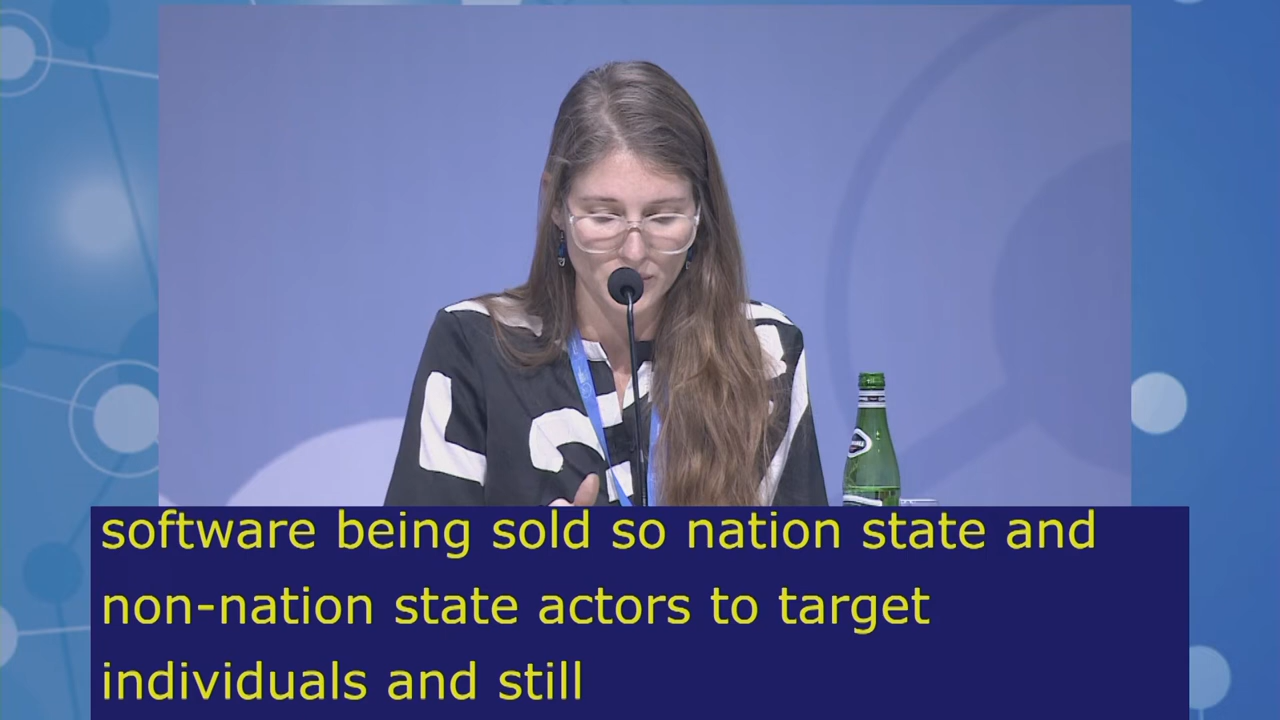 software being sold so nation state and
non-nation state actors to target
individuals and still